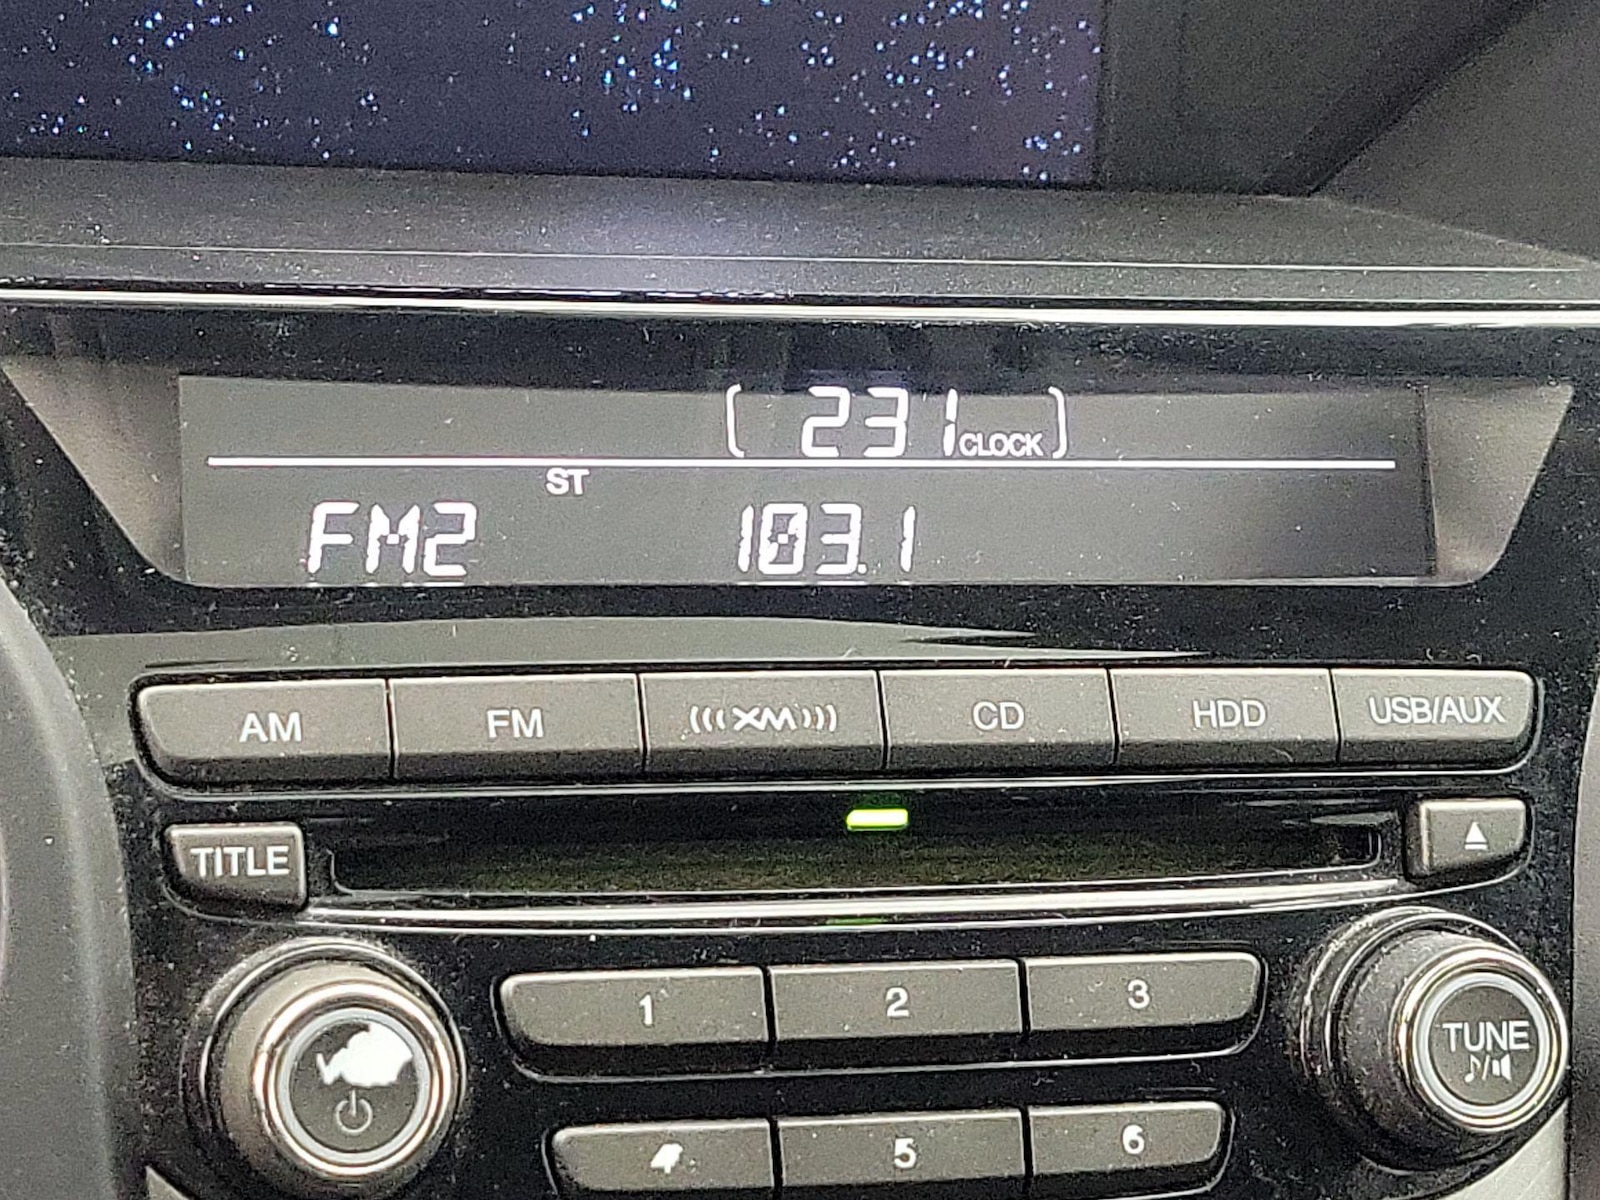 231 CLOCK
ST
FM2 103.1
AM FM XM CD HDD USB/AUX
TITLE
1 2 3
TUNE
5 6